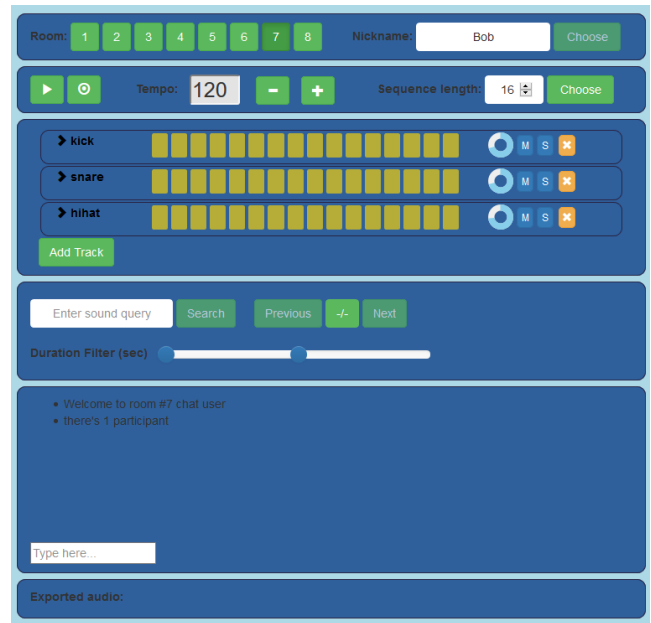 Room: 1 2 3 4 5 6 7 8 Nickname: Bob Choose
Tempo: 120 - + Sequence length: 16 Choose
kick M S
snare M S
hihat M S
Add Track
Enter sound query Search Previous -/- Next
Duration Filter (sec)
• Welcome to room #7 chat user
• there's 1 participant
Type here...
Exported audio: